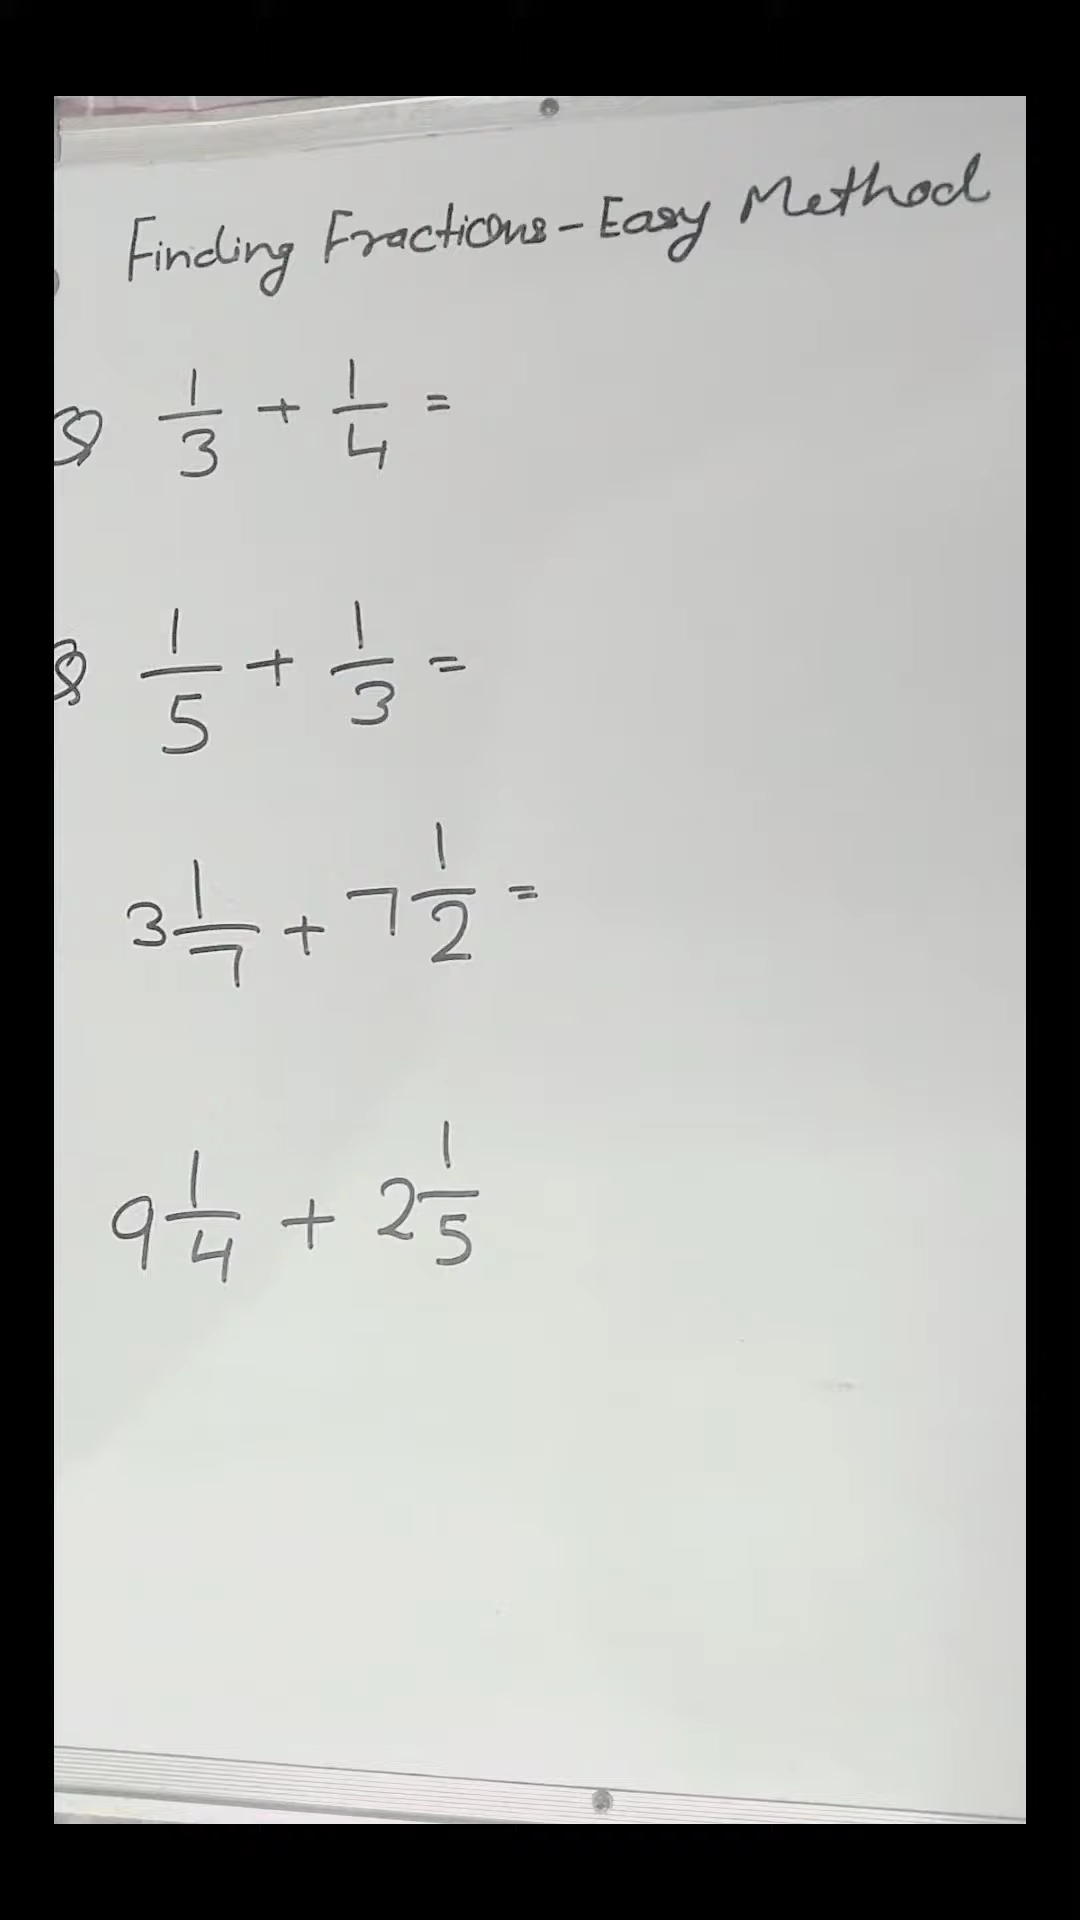 Finding Fractions - Easy Method
1/3 + 1/4 =
1/5 + 1/3 =
3 1/7 + 7 1/2 =
9 1/4 + 2 1/5